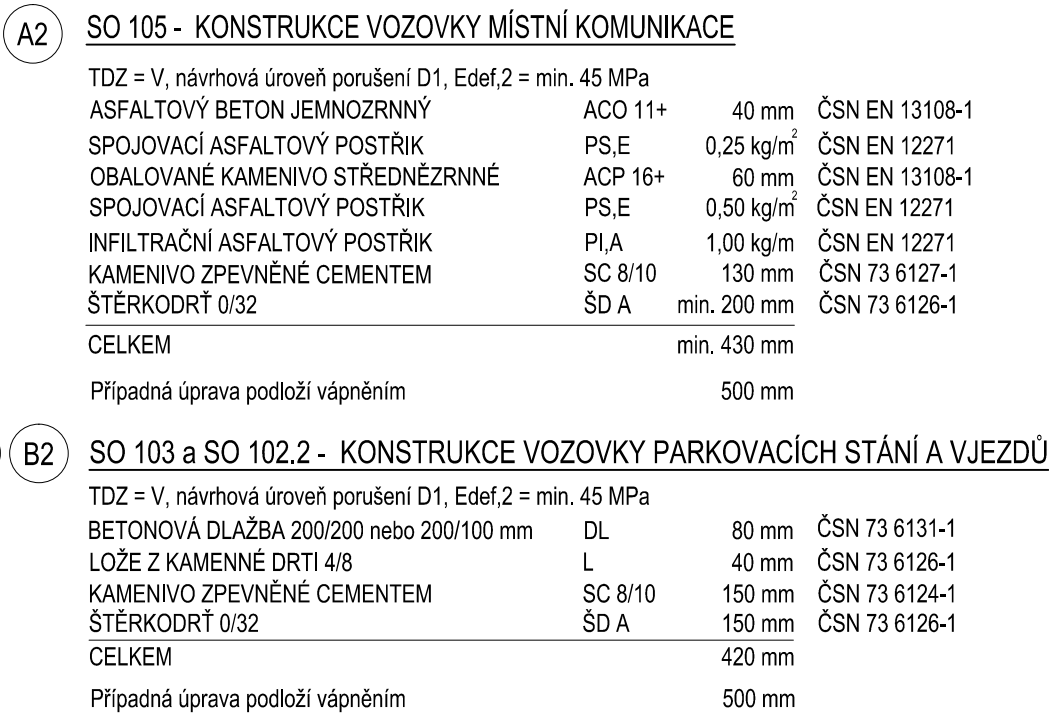 A2 SO 105 - KONSTRUKCE VOZOVKY MÍSTNÍ KOMUNIKACE
TDZ = V, návrhová úroveň porušení D1, Edef,2 = min. 45 MPa
ASFALTOVÝ BETON JEMNOZRNNÝ ACO 11+ 40 mm ČSN EN 13108-1
SPOJOVACÍ ASFALTOVÝ POSTŘIK PS,E 0,25 kg/m² ČSN EN 12271
OBALOVANÉ KAMENIVO STŘEDNĚZRNNÉ ACP 16+ 60 mm ČSN EN 13108-1
SPOJOVACÍ ASFALTOVÝ POSTŘIK PS,E 0,50 kg/m² ČSN EN 12271
INFILTRAČNÍ ASFALTOVÝ POSTŘIK PI,A 1,00 kg/m ČSN EN 12271
KAMENIVO ZPEVNĚNÉ CEMENTEM SC 8/10 130 mm ČSN 73 6127-1
ŠTĚRKODRŤ 0/32 ŠD A min. 200 mm ČSN 73 6126-1
CELKEM min. 430 mm
Případná úprava podloží vápněním 500 mm
B2 SO 103 a SO 102.2 - KONSTRUKCE VOZOVKY PARKOVACÍCH STÁNÍ A VJEZDŮ
TDZ = V, návrhová úroveň porušení D1, Edef,2 = min. 45 MPa
BETONOVÁ DLAŽBA 200/200 nebo 200/100 mm DL 80 mm ČSN 73 6131-1
LOŽE Z KAMENNÉ DRTI 4/8 L 40 mm ČSN 73 6126-1
KAMENIVO ZPEVNĚNÉ CEMENTEM SC 8/10 150 mm ČSN 73 6124-1
ŠTĚRKODRŤ 0/32 ŠD A 150 mm ČSN 73 6126-1
CELKEM 420 mm
Případná úprava podloží vápněním 500 mm